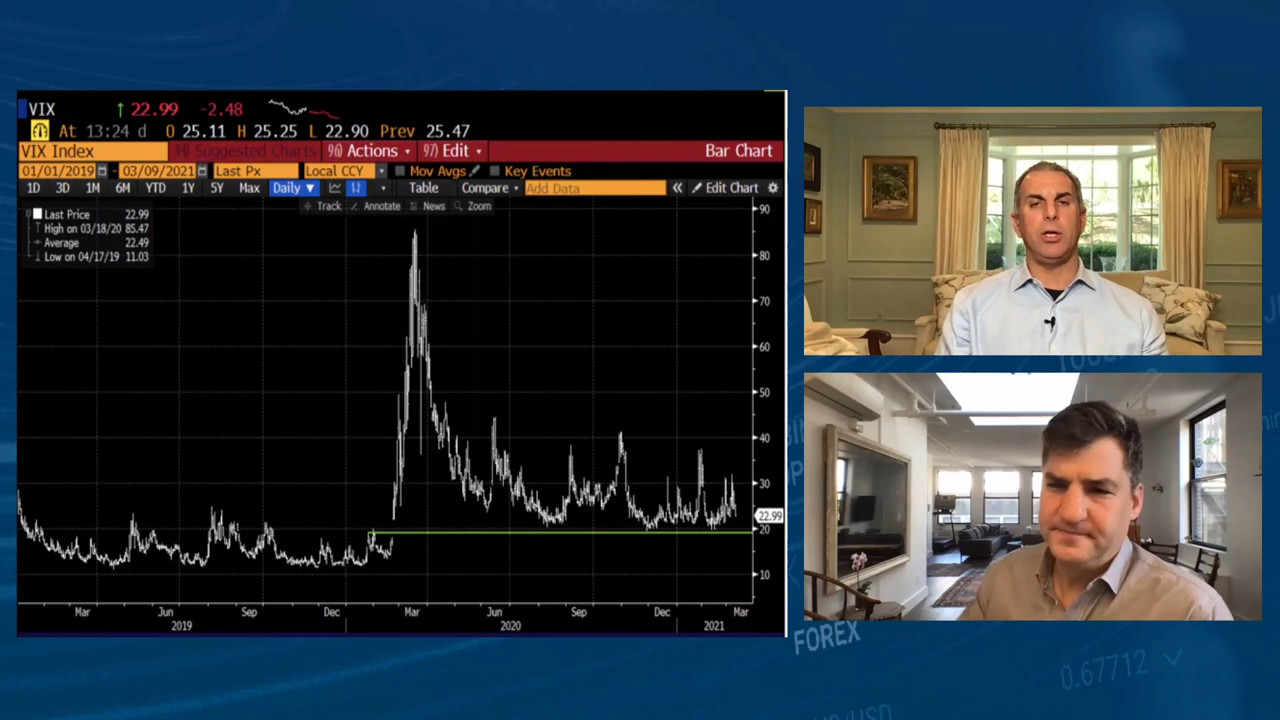 VIX ↑ 22.99 -2.48
At 13:24 d O 25.11 H 25.25 L 22.90 Prev 25.47
VIX Index 90 Suggested Charts 96) Actions 97) Edit Bar Chart
01/01/2019 - 03/09/2021 Last Px Local CCY Mov Avgs Key Events
1D 3D 1M 6M YTD 1Y 5Y Max Daily ▼ Table Compare Add Data « Edit Chart
Track Annotate News Zoom
Last Price 22.99
High on 03/18/20 85.47
Average 22.49
Low on 04/17/19 11.03
90
80
70
60
50
40
30
22.99
20
10
Mar Jun Sep Dec Mar Jun Sep Dec Mar
2019 2020 2021
FOREX
0.67712